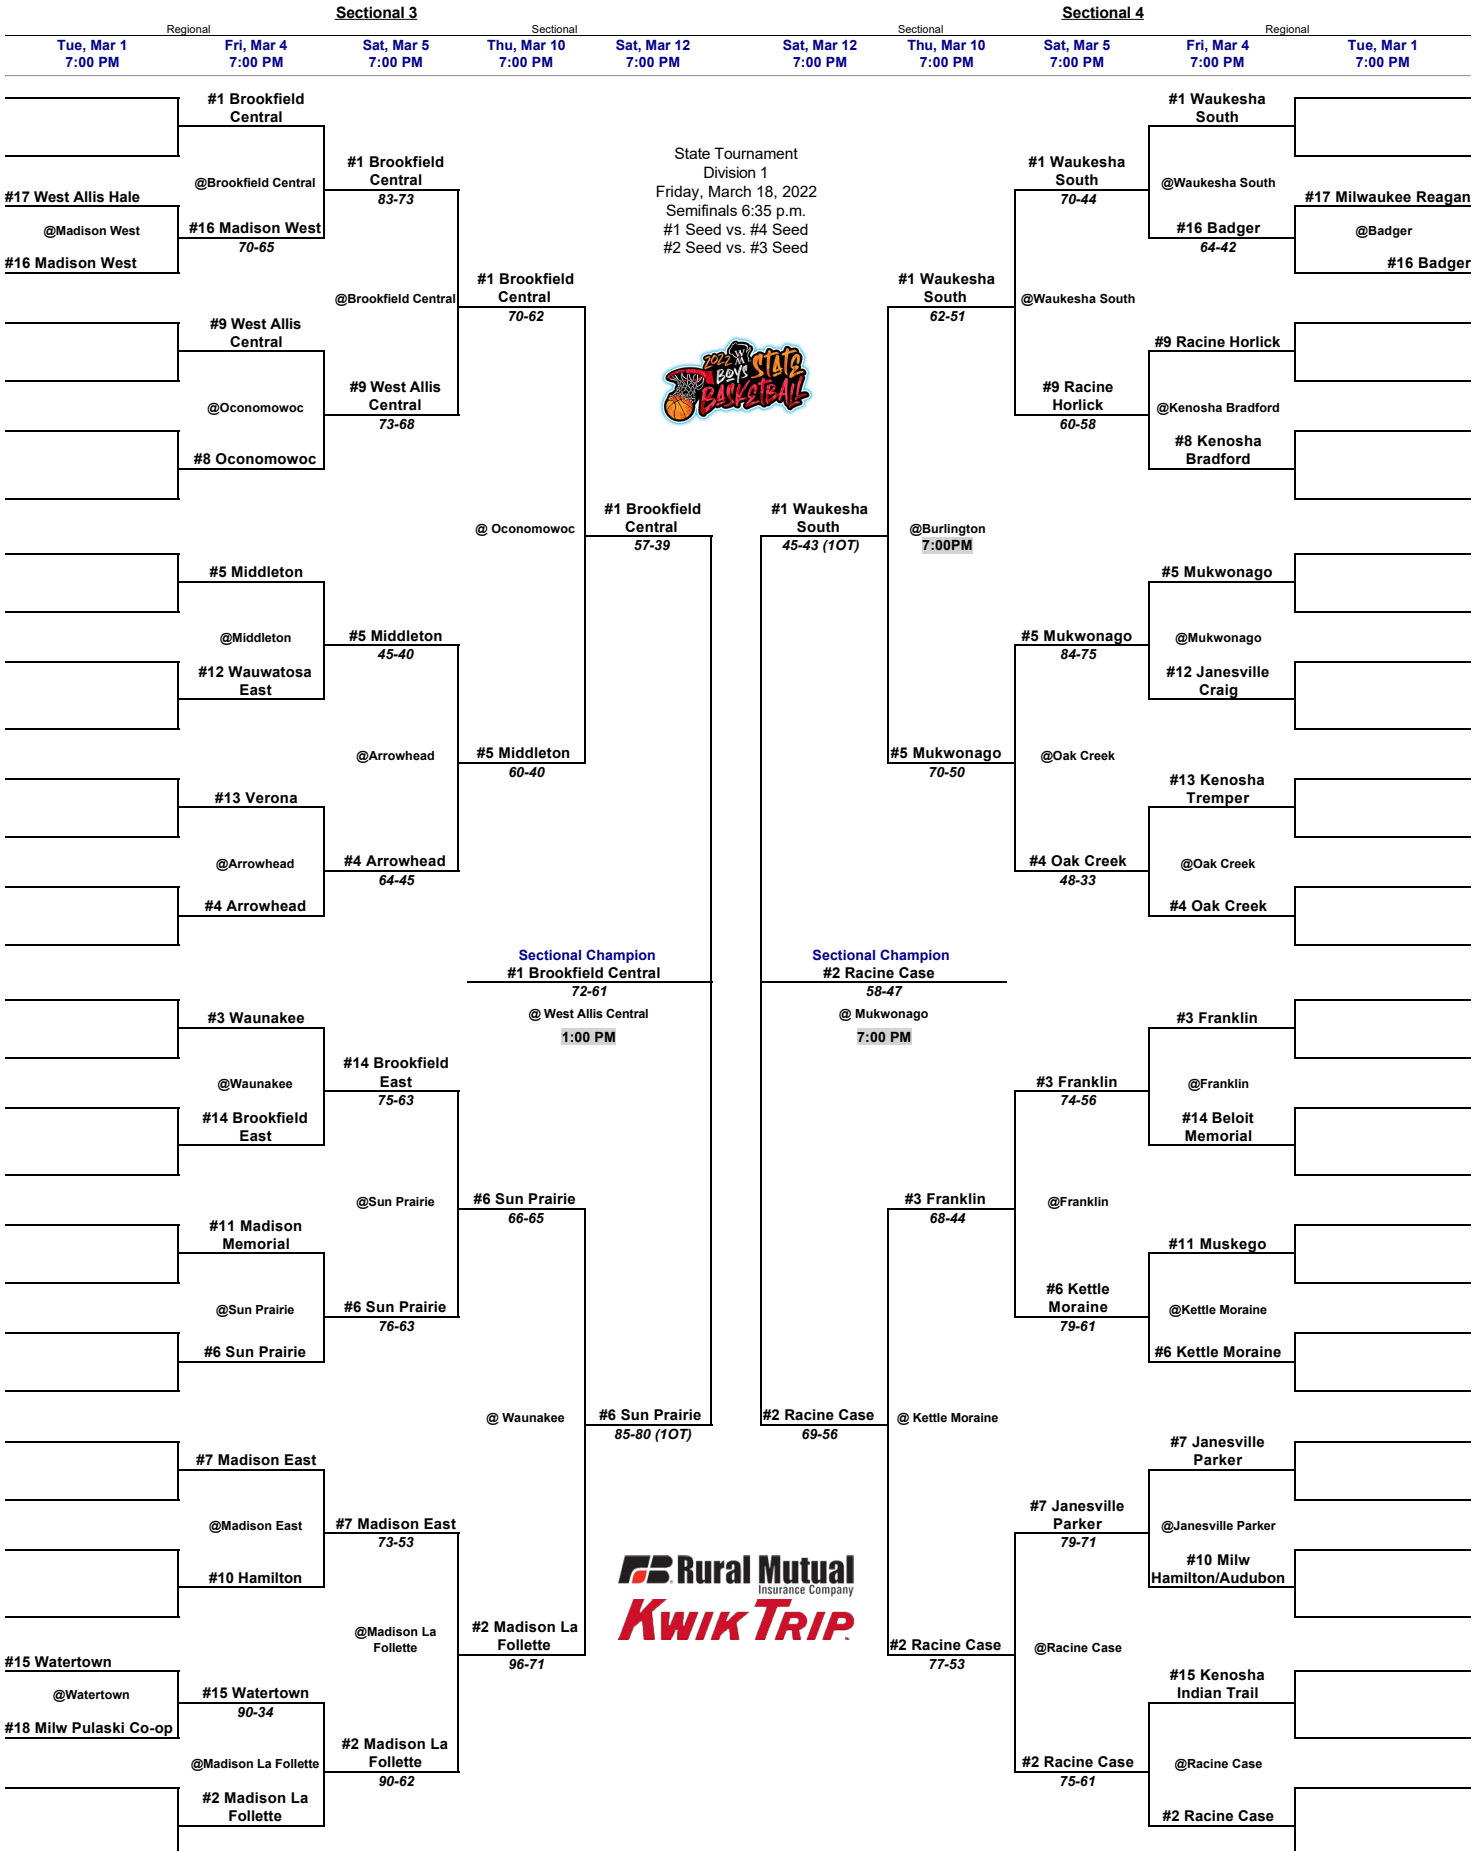 Sectional 3
Sectional 4
Regional
Sectional
Sectional
Regional
Tue, Mar 1
7:00 PM
Fri, Mar 4
7:00 PM
Sat, Mar 5
7:00 PM
Thu, Mar 10
7:00 PM
Sat, Mar 12
7:00 PM
Sat, Mar 12
7:00 PM
Thu, Mar 10
7:00 PM
Sat, Mar 5
7:00 PM
Fri, Mar 4
7:00 PM
Tue, Mar 1
7:00 PM
#17 West Allis Hale
@Madison West
#16 Madison West
#15 Watertown
@Watertown
#18 Milw Pulaski Co-op
#1 Brookfield
Central
@Brookfield Central
#16 Madison West
70-65
#9 West Allis
Central
@Oconomowoc
#8 Oconomowoc
#5 Middleton
@Middleton
#12 Wauwatosa
East
#13 Verona
@Arrowhead
#4 Arrowhead
#3 Waunakee
@Waunakee
#14 Brookfield
East
#11 Madison
Memorial
@Sun Prairie
#6 Sun Prairie
#7 Madison East
@Madison East
#10 Hamilton
#15 Watertown
90-34
@Madison La Follette
#2 Madison La
Follette
#1 Brookfield
Central
83-73
@Brookfield Central
#9 West Allis
Central
73-68
#5 Middleton
45-40
@Arrowhead
#4 Arrowhead
64-45
#14 Brookfield
East
75-63
@Sun Prairie
#6 Sun Prairie
76-63
#7 Madison East
73-53
@Madison La
Follette
#2 Madison La
Follette
90-62
#1 Brookfield
Central
70-62
@ Oconomowoc
#5 Middleton
60-40
#6 Sun Prairie
66-65
@ Waunakee
#2 Madison La
Follette
96-71
#1 Brookfield
Central
57-39
#6 Sun Prairie
85-80 (1OT)
Sectional Champion
#1 Brookfield Central
72-61
@ West Allis Central
1:00 PM
State Tournament
Division 1
Friday, March 18, 2022
Semifinals 6:35 p.m.
#1 Seed vs. #4 Seed
#2 Seed vs. #3 Seed
2022
BOYS STATE
BASKETBALL
Rural Mutual
Insurance Company
KWIK TRIP
Sectional Champion
#2 Racine Case
58-47
@ Mukwonago
7:00 PM
#1 Waukesha
South
45-43 (1OT)
#2 Racine Case
69-56
#1 Waukesha
South
62-51
@Burlington
7:00PM
#5 Mukwonago
70-50
#3 Franklin
68-44
@ Kettle Moraine
#2 Racine Case
77-53
#1 Waukesha
South
70-44
@Waukesha South
#9 Racine
Horlick
60-58
#5 Mukwonago
84-75
@Oak Creek
#4 Oak Creek
48-33
#3 Franklin
74-56
@Franklin
#6 Kettle
Moraine
79-61
#7 Janesville
Parker
79-71
@Racine Case
#2 Racine Case
75-61
#1 Waukesha
South
@Waukesha South
#16 Badger
64-42
#9 Racine Horlick
@Kenosha Bradford
#8 Kenosha
Bradford
#5 Mukwonago
@Mukwonago
#12 Janesville
Craig
#13 Kenosha
Tremper
@Oak Creek
#4 Oak Creek
#3 Franklin
@Franklin
#14 Beloit
Memorial
#11 Muskego
@Kettle Moraine
#6 Kettle Moraine
#7 Janesville
Parker
@Janesville Parker
#10 Milw
Hamilton/Audubon
#15 Kenosha
Indian Trail
@Racine Case
#2 Racine Case
#17 Milwaukee Reagan
@Badger
#16 Badger